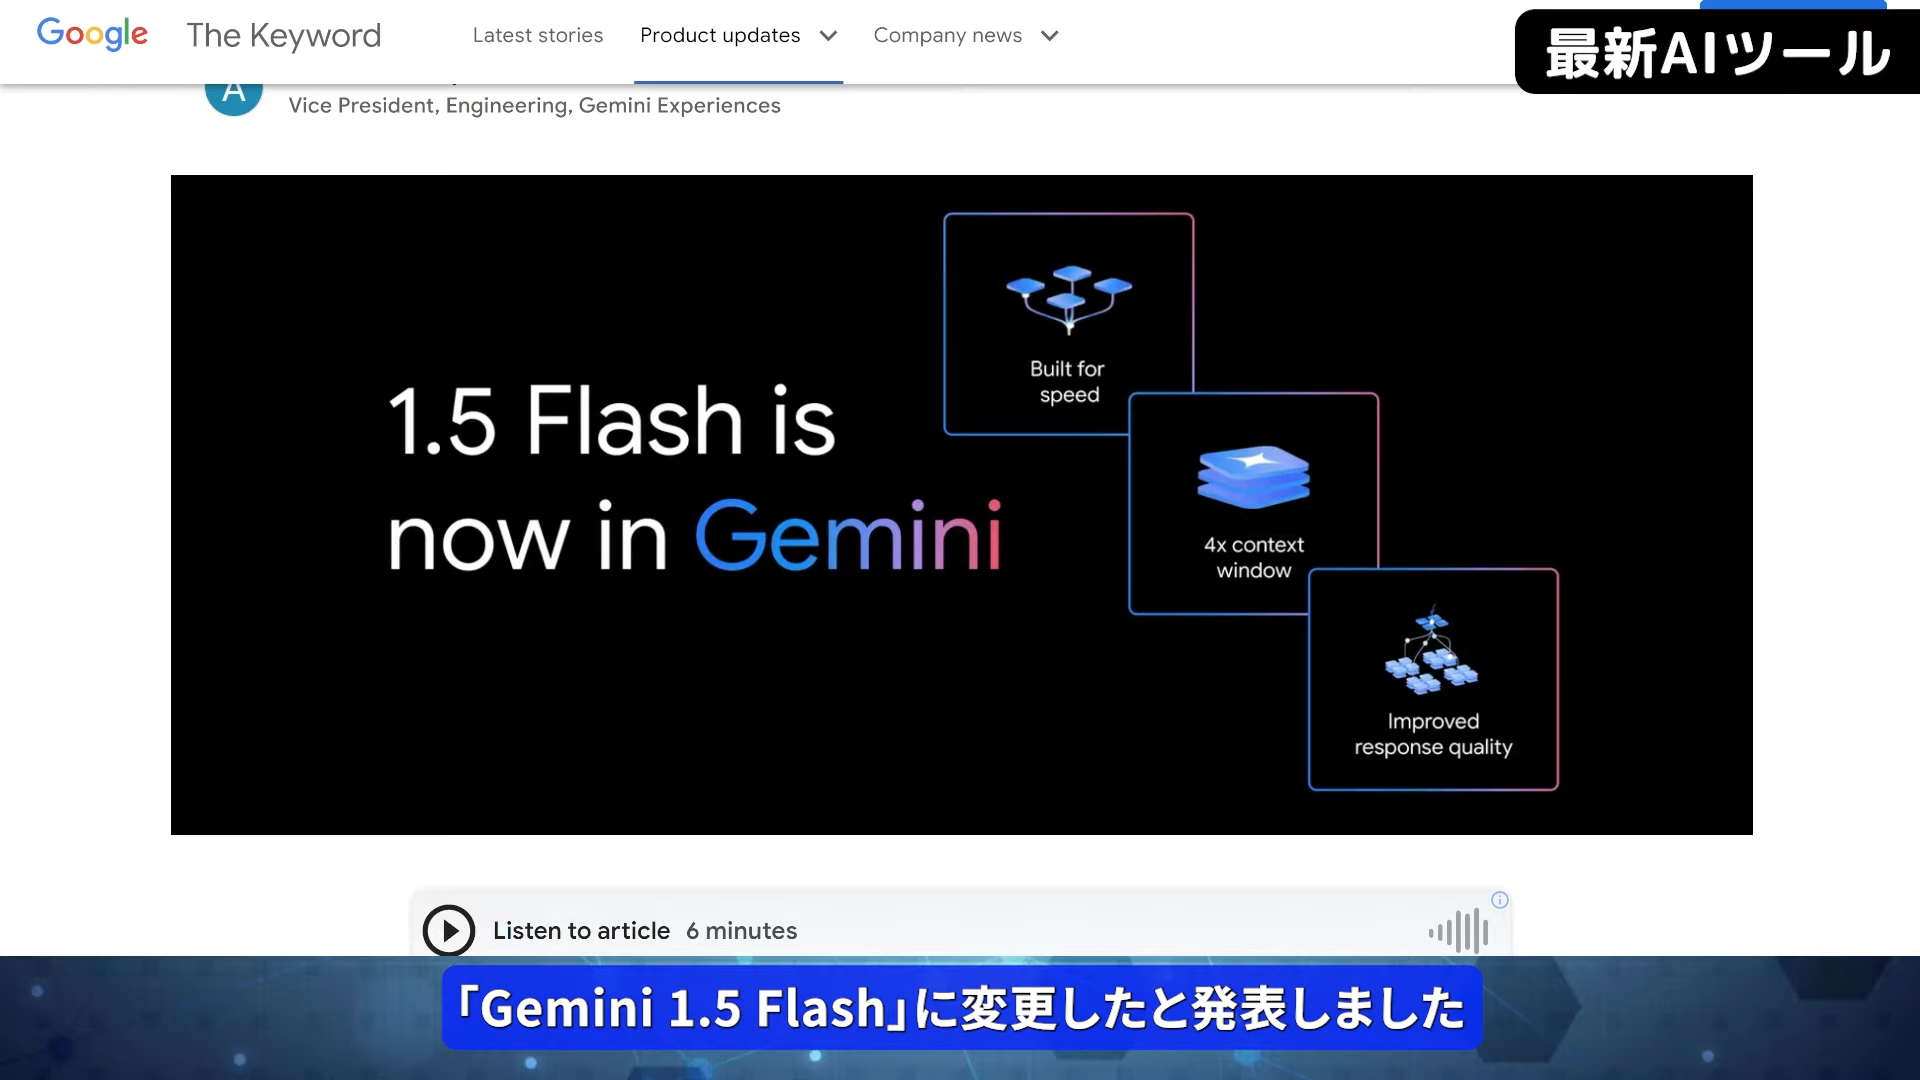 Google The Keyword Latest stories Product updates Company news
最新AIツール
A
Vice President, Engineering, Gemini Experiences
1.5 Flash is
now in Gemini
Built for
speed
4x context
window
Improved
response quality
Listen to article 6 minutes
「Gemini 1.5 Flash」に変更したと発表しました